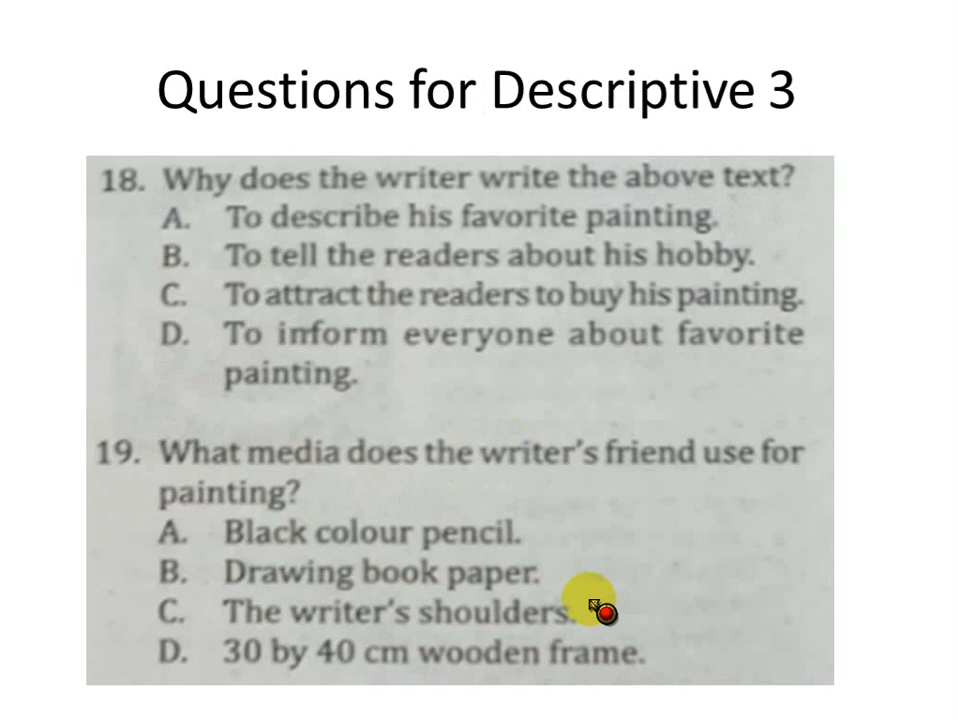 Questions for Descriptive 3
18. Why does the writer write the above text?
A. To describe his favorite painting.
B. To tell the readers about his hobby.
C. To attract the readers to buy his painting.
D. To inform everyone about favorite
painting.
19. What media does the writer's friend use for
painting?
A. Black colour pencil.
B. Drawing book paper.
C. The writer's shoulders.
D. 30 by 40 cm wooden frame.